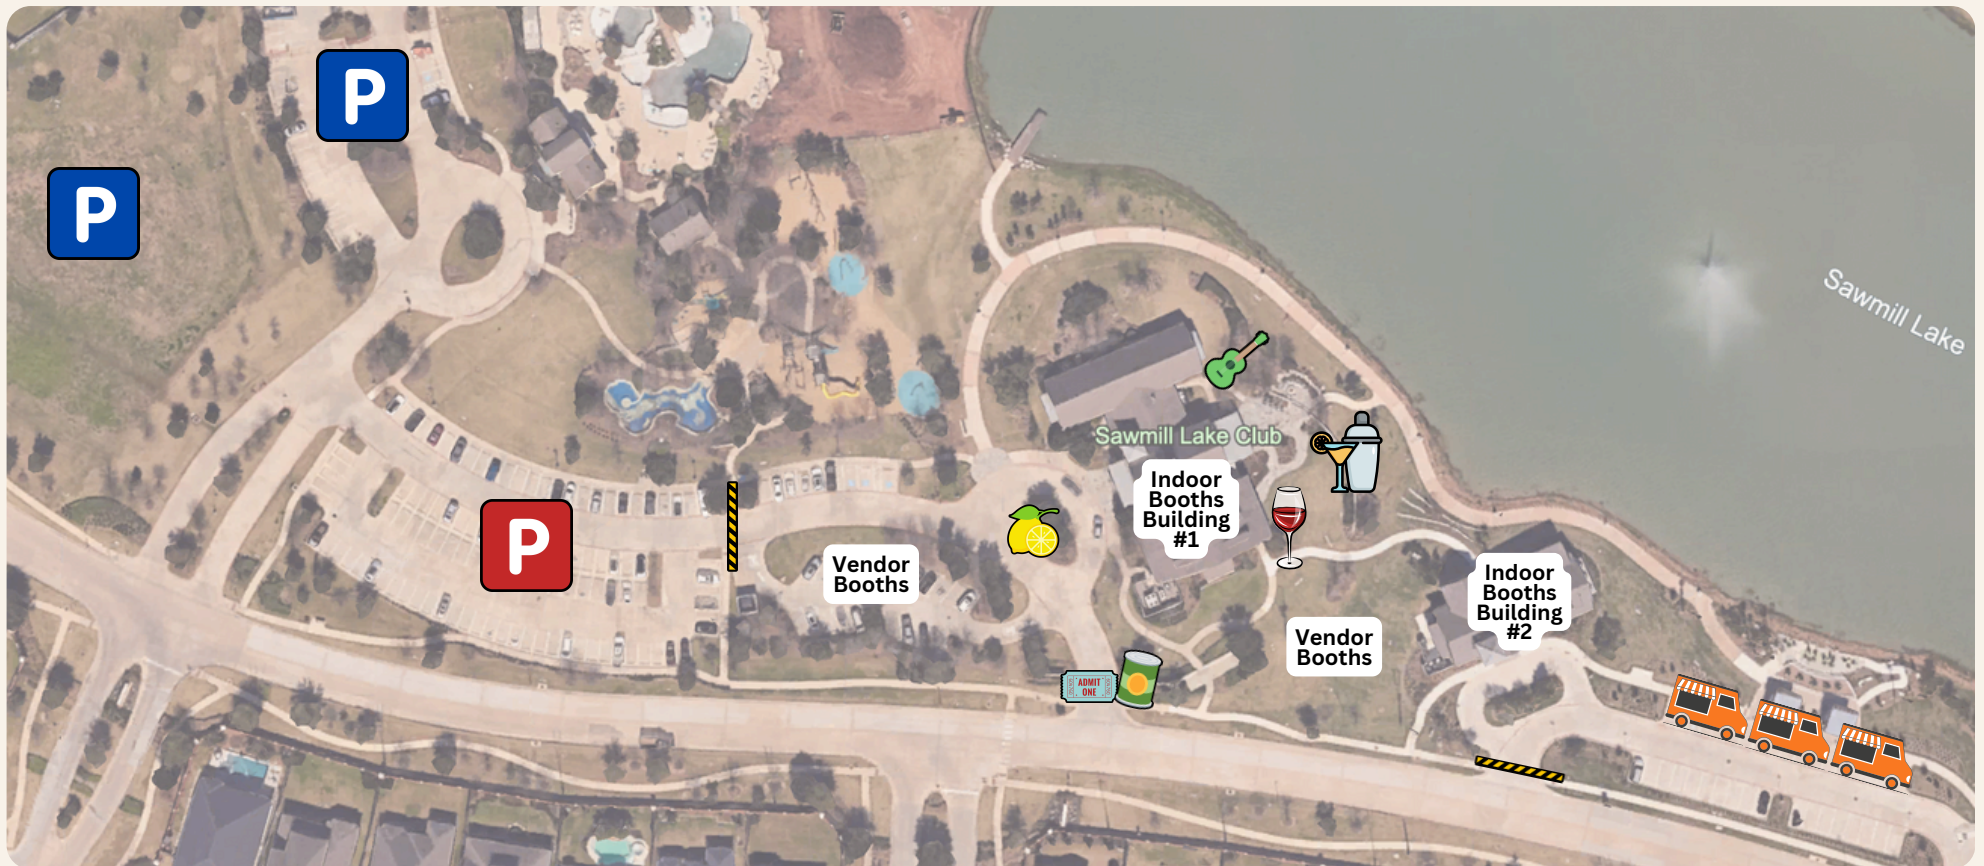 P
P
Sawmill Lake
Sawmill Lake Club
Indoor
Booths
Building
#1
P
Vendor
Booths
Indoor
Booths
Building
#2
Vendor
Booths
ADMIT
ONE